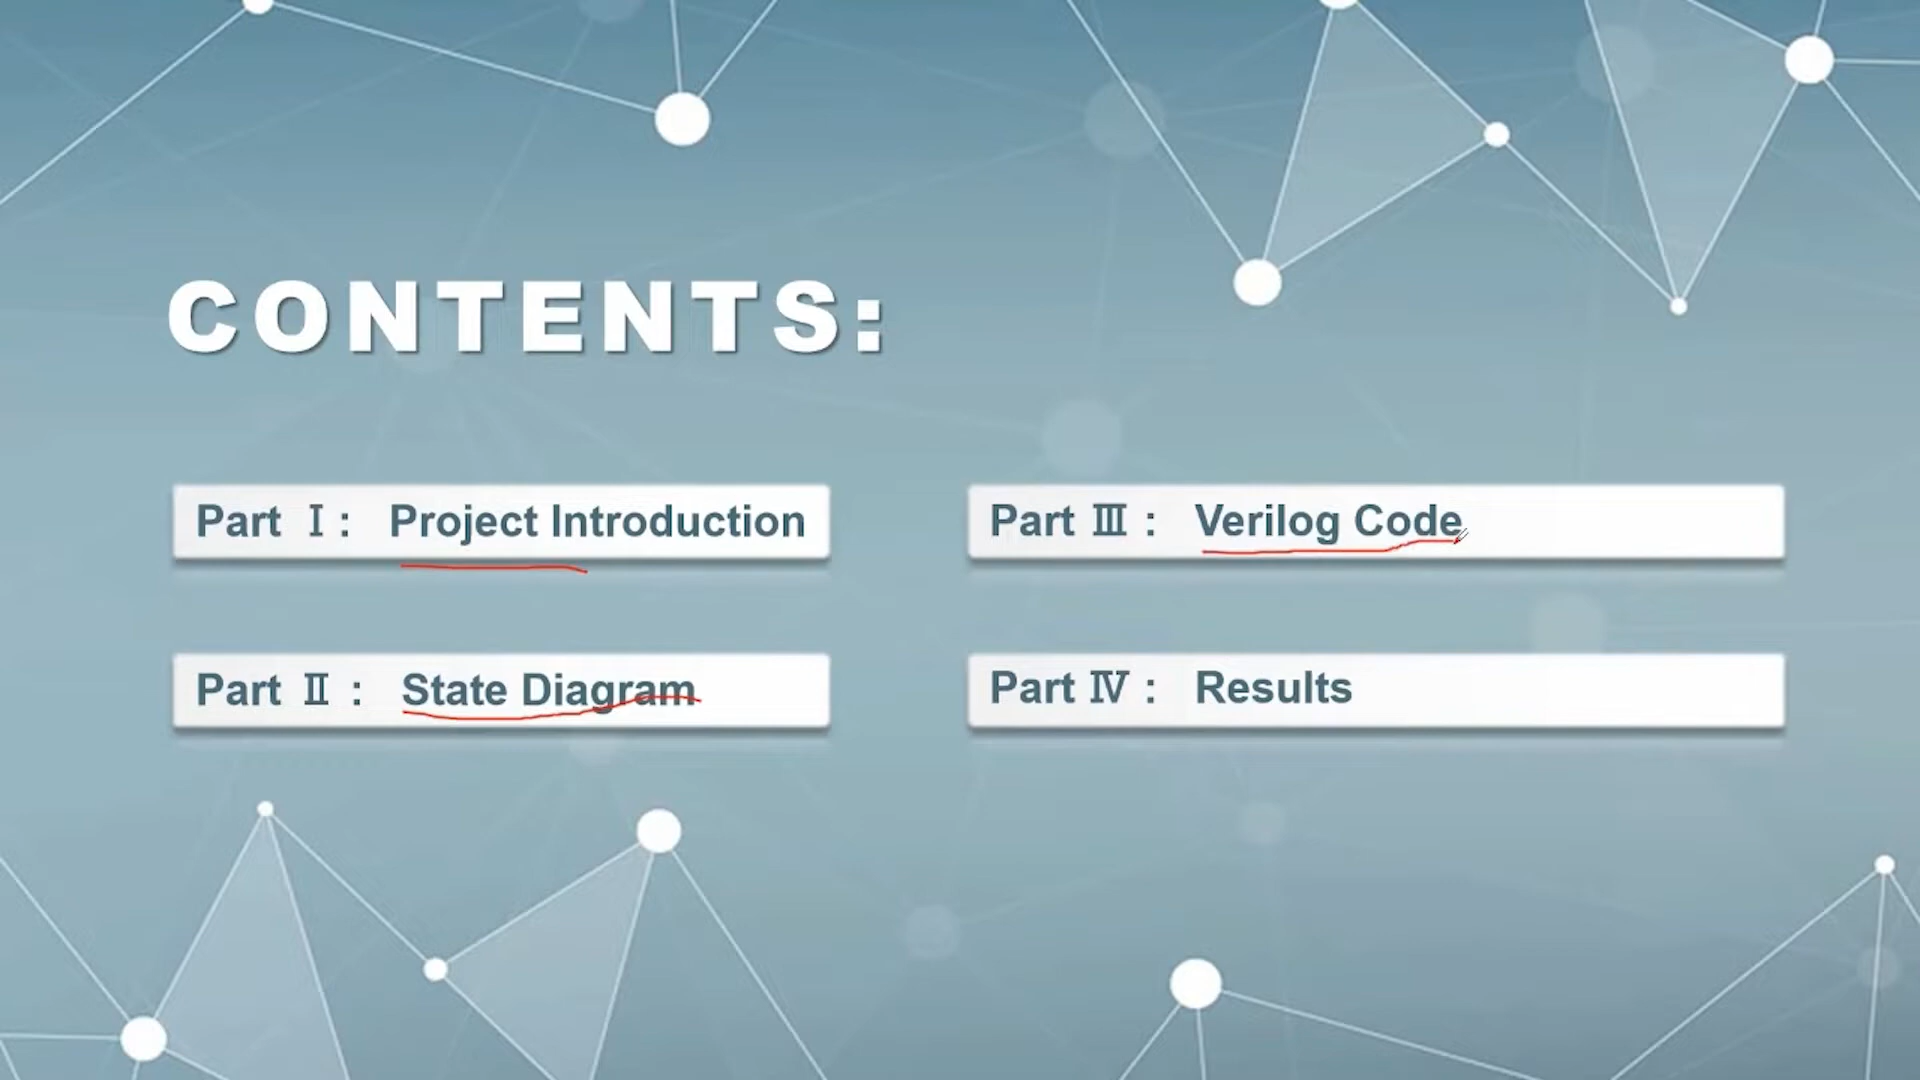 CONTENTS:
Part Ⅰ: Project Introduction
Part Ⅱ: State Diagram
Part Ⅲ: Verilog Code
Part Ⅳ: Results